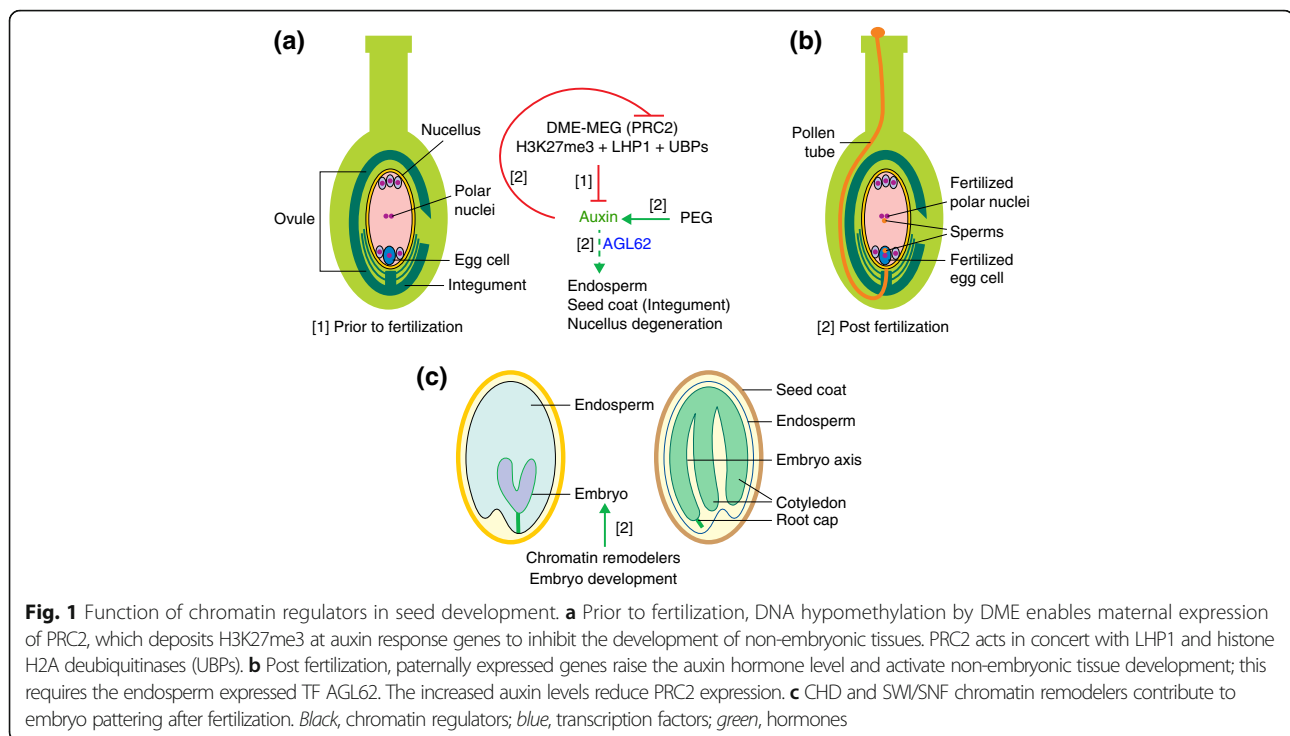 (a)
Nucellus
Ovule
Polar
nuclei
Egg cell
Integument
[1] Prior to fertilization
DME-MEG (PRC2)
H3K27me3 + LHP1 + UBPs
[2]
[1]
[2]
Auxin
PEG
[2] AGL62
Endosperm
Seed coat (Integument)
Nucellus degeneration
(b)
Pollen
tube
Fertilized
polar nuclei
Sperms
Fertilized
egg cell
[2] Post fertilization
(c)
Endosperm
Embryo
[2]
Chromatin remodelers
Embryo development
Seed coat
Endosperm
Embryo axis
Cotyledon
Root cap
Fig. 1 Function of chromatin regulators in seed development. a Prior to fertilization, DNA hypomethylation by DME enables maternal expression
of PRC2, which deposits H3K27me3 at auxin response genes to inhibit the development of non-embryonic tissues. PRC2 acts in concert with LHP1 and histone
H2A deubiquitinases (UBPs). b Post fertilization, paternally expressed genes raise the auxin hormone level and activate non-embryonic tissue development; this
requires the endosperm expressed TF AGL62. The increased auxin levels reduce PRC2 expression. c CHD and SWI/SNF chromatin remodelers contribute to
embryo pattering after fertilization. Black, chromatin regulators; blue, transcription factors; green, hormones